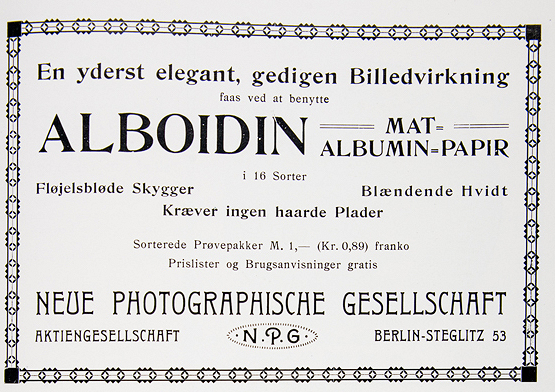 En yderst elegant, gedigen Billedvirkning
faas ved at benytte
ALBOIDIN MAT=
ALBUMIN=PAPIR
i 16 Sorter
Fløjelsbløde Skygger Blændende Hvidt
Kræver ingen haarde Plader
Sorterede Prøvepakker M. 1,— (Kr. 0,89) franko
Prislister og Brugsanvisninger gratis
NEUE PHOTOGRAPHISCHE GESELLSCHAFT
AKTIENGESELLSCHAFT · N.P.G · BERLIN-STEGLITZ 53